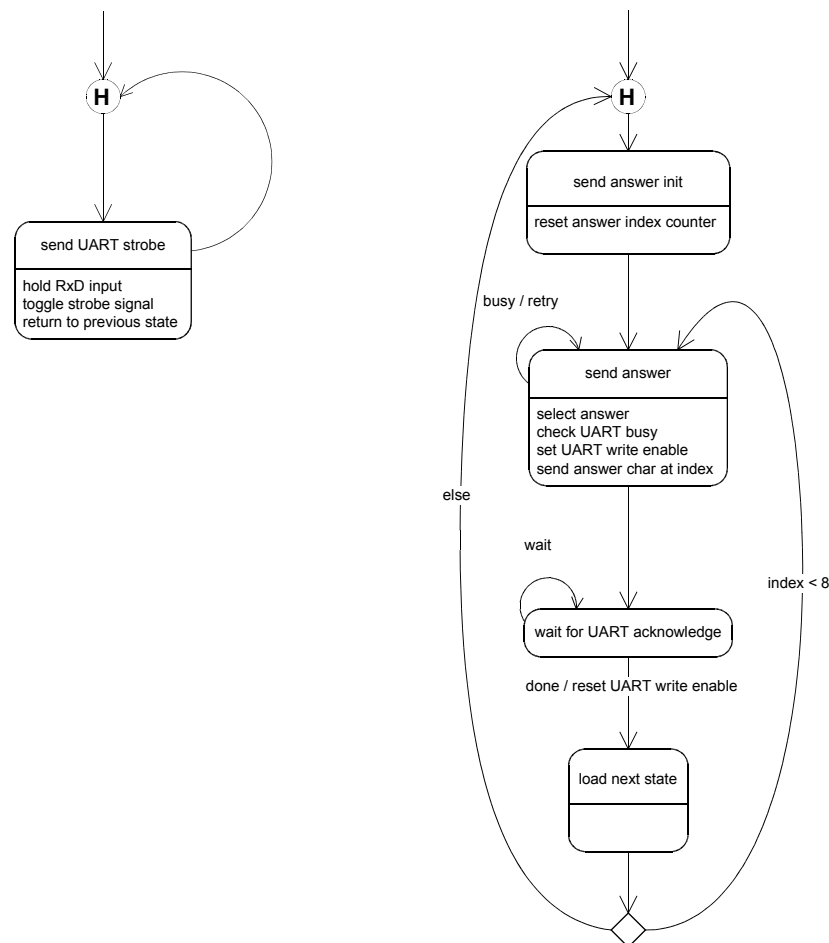 H
send UART strobe
hold RxD input
toggle strobe signal
return to previous state
H
send answer init
reset answer index counter
busy / retry
send answer
select answer
check UART busy
set UART write enable
send answer char at index
else
wait
index < 8
wait for UART acknowledge
done / reset UART write enable
load next state